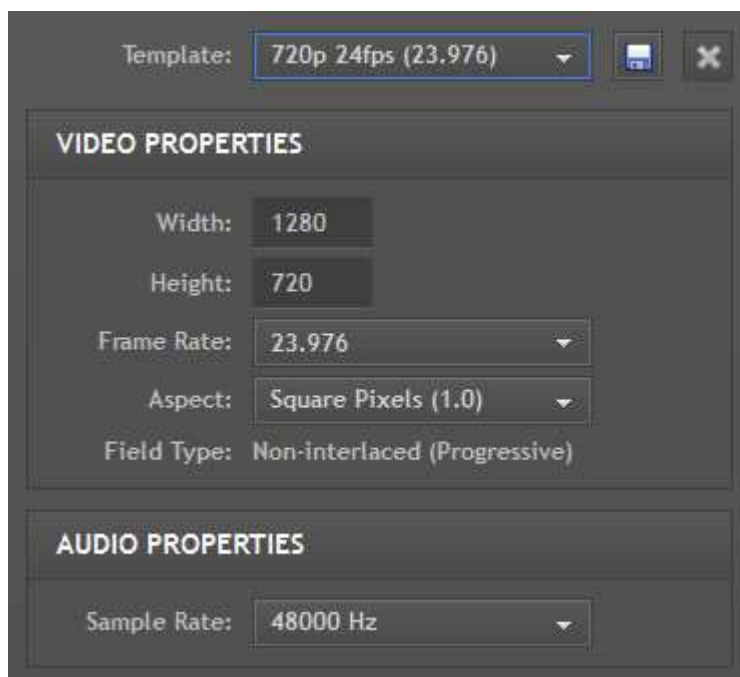 Template: 720p 24fps (23.976)
VIDEO PROPERTIES
Width: 1280
Height: 720
Frame Rate: 23.976
Aspect: Square Pixels (1.0)
Field Type: Non-interlaced (Progressive)
AUDIO PROPERTIES
Sample Rate: 48000 Hz